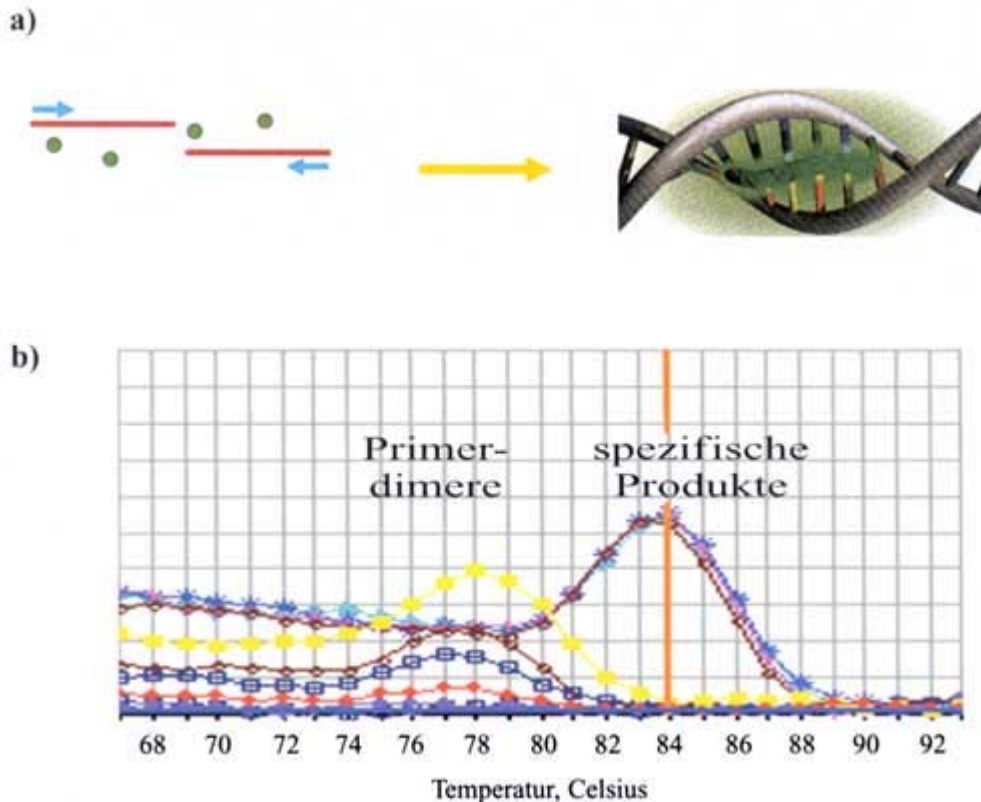 a)
b)
Primer-
dimere
spezifische
Produkte
68 70 72 74 76 78 80 82 84 86 88 90 92
Temperatur, Celsius